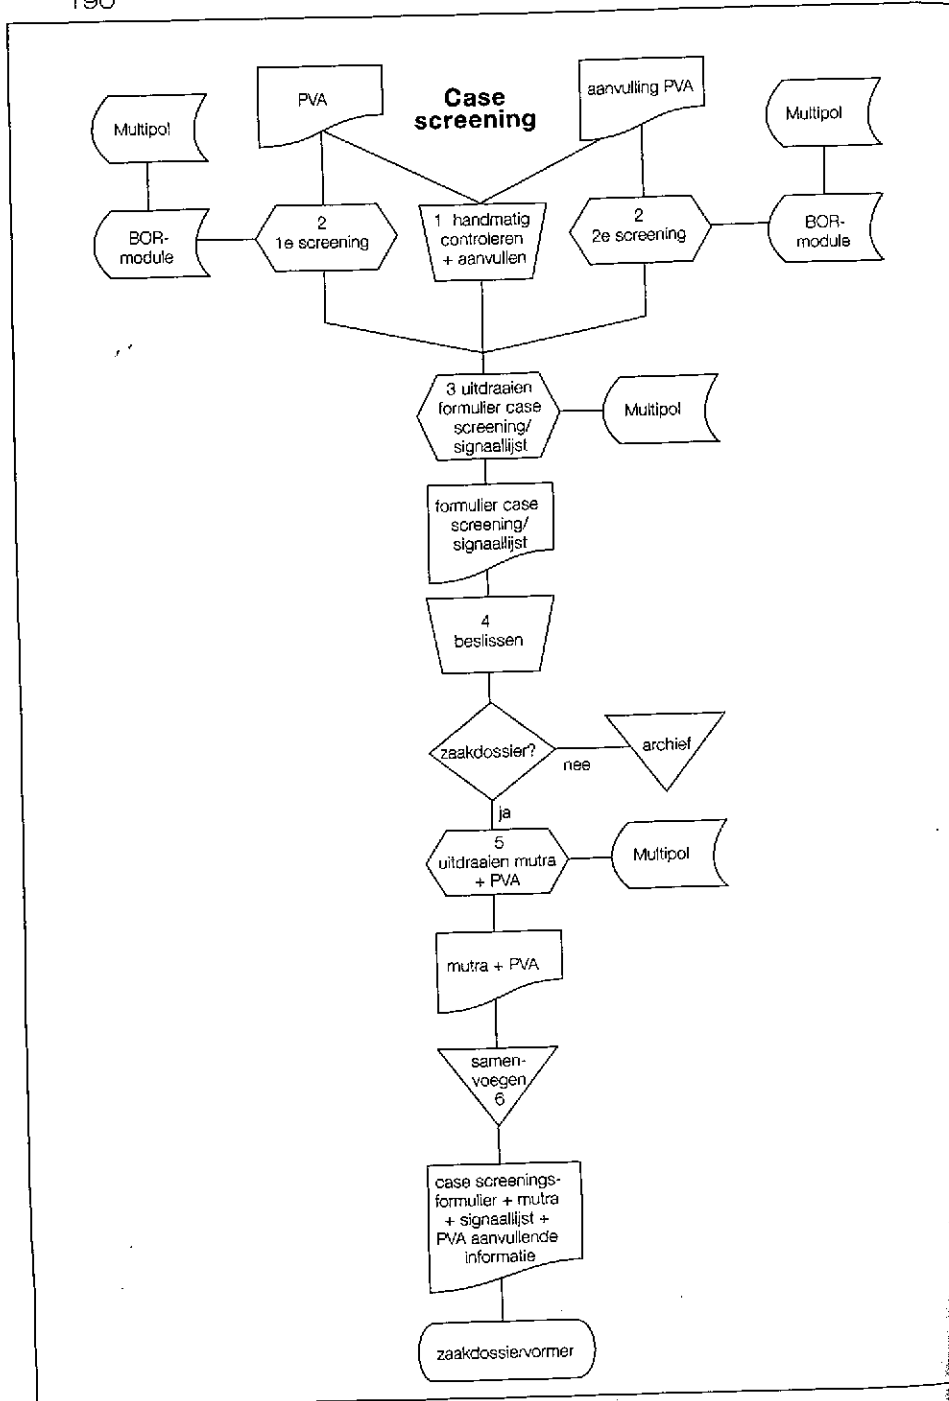 190
Case
screening
PVA
aanvulling PVA
Multipol
Multipol
BOR-
module
2
1e screening
1 handmatig
controleren
+ aanvullen
2
2e screening
BOR-
module
3 uitdraaien
formulier case
screening/
signaallijst
Multipol
formulier case
screening/
signaallijst
4
beslissen
zaakdossier?
nee
archief
ja
5
uitdraaien mutra
+ PVA
Multipol
mutra + PVA
samen-
voegen
6
case screenings-
formulier + mutra
+ signaallijst +
PVA aanvullende
informatie
zaakdossiervormer